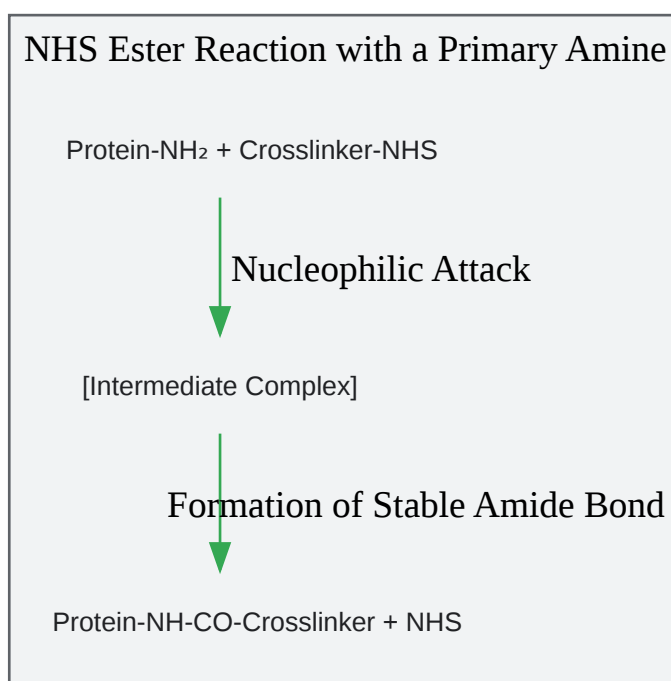 NHS Ester Reaction with a Primary Amine
Protein-NH₂ + Crosslinker-NHS
Nucleophilic Attack
[Intermediate Complex]
Formation of Stable Amide Bond
Protein-NH-CO-Crosslinker + NHS